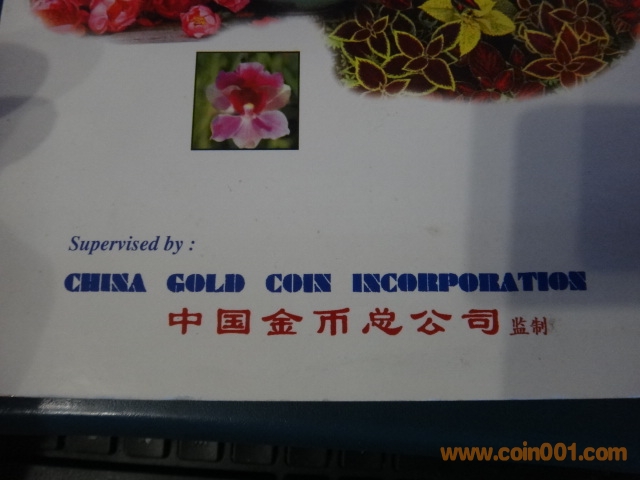 Supervised by :
CHINA GOLD COIN INCORPORATION
中国金币总公司 监制
www.coin001.com